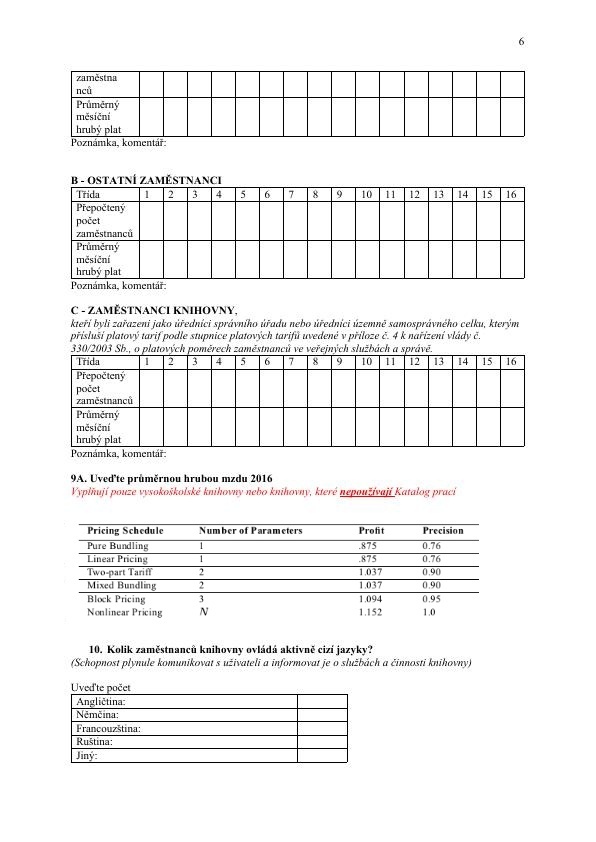 6
zaměstna
nců
Průměrný
měsíční
hrubý plat
Poznámka, komentář:
B - OSTATNÍ ZAMĚSTNANCI
Třída 1 2 3 4 5 6 7 8 9 10 11 12 13 14 15 16
Přepočtený
počet
zaměstnanců
Průměrný
měsíční
hrubý plat
Poznámka, komentář:
C - ZAMĚSTNANCI KNIHOVNY,
kteří byli zařazeni jako úředníci správního úřadu nebo úředníci územně samosprávného celku, kterým
přísluší platový tarif podle stupnice platových tarifů uvedené v příloze č. 4 k nařízení vlády č.
330/2003 Sb., o platových poměrech zaměstnanců ve veřejných službách a správě.
Třída 1 2 3 4 5 6 7 8 9 10 11 12 13 14 15 16
Přepočtený
počet
zaměstnanců
Průměrný
měsíční
hrubý plat
Poznámka, komentář:
9A. Uveďte průměrnou hrubou mzdu 2016
Vyplňují pouze vysokoškolské knihovny nebo knihovny, které nepoužívají Katalog prací
Pricing Schedule Number of Parameters Profit Precision
Pure Bundling 1 .875 0.76
Linear Pricing 1 .875 0.76
Two-part Tariff 2 1.037 0.90
Mixed Bundling 2 1.037 0.90
Block Pricing 3 1.094 0.95
Nonlinear Pricing N 1.152 1.0
10. Kolik zaměstnanců knihovny ovládá aktivně cizí jazyky?
(Schopnost plynule komunikovat s uživateli a informovat je o službách a činnosti knihovny)
Uveďte počet
Angličtina:
Němčina:
Francouzština:
Ruština:
Jiný: